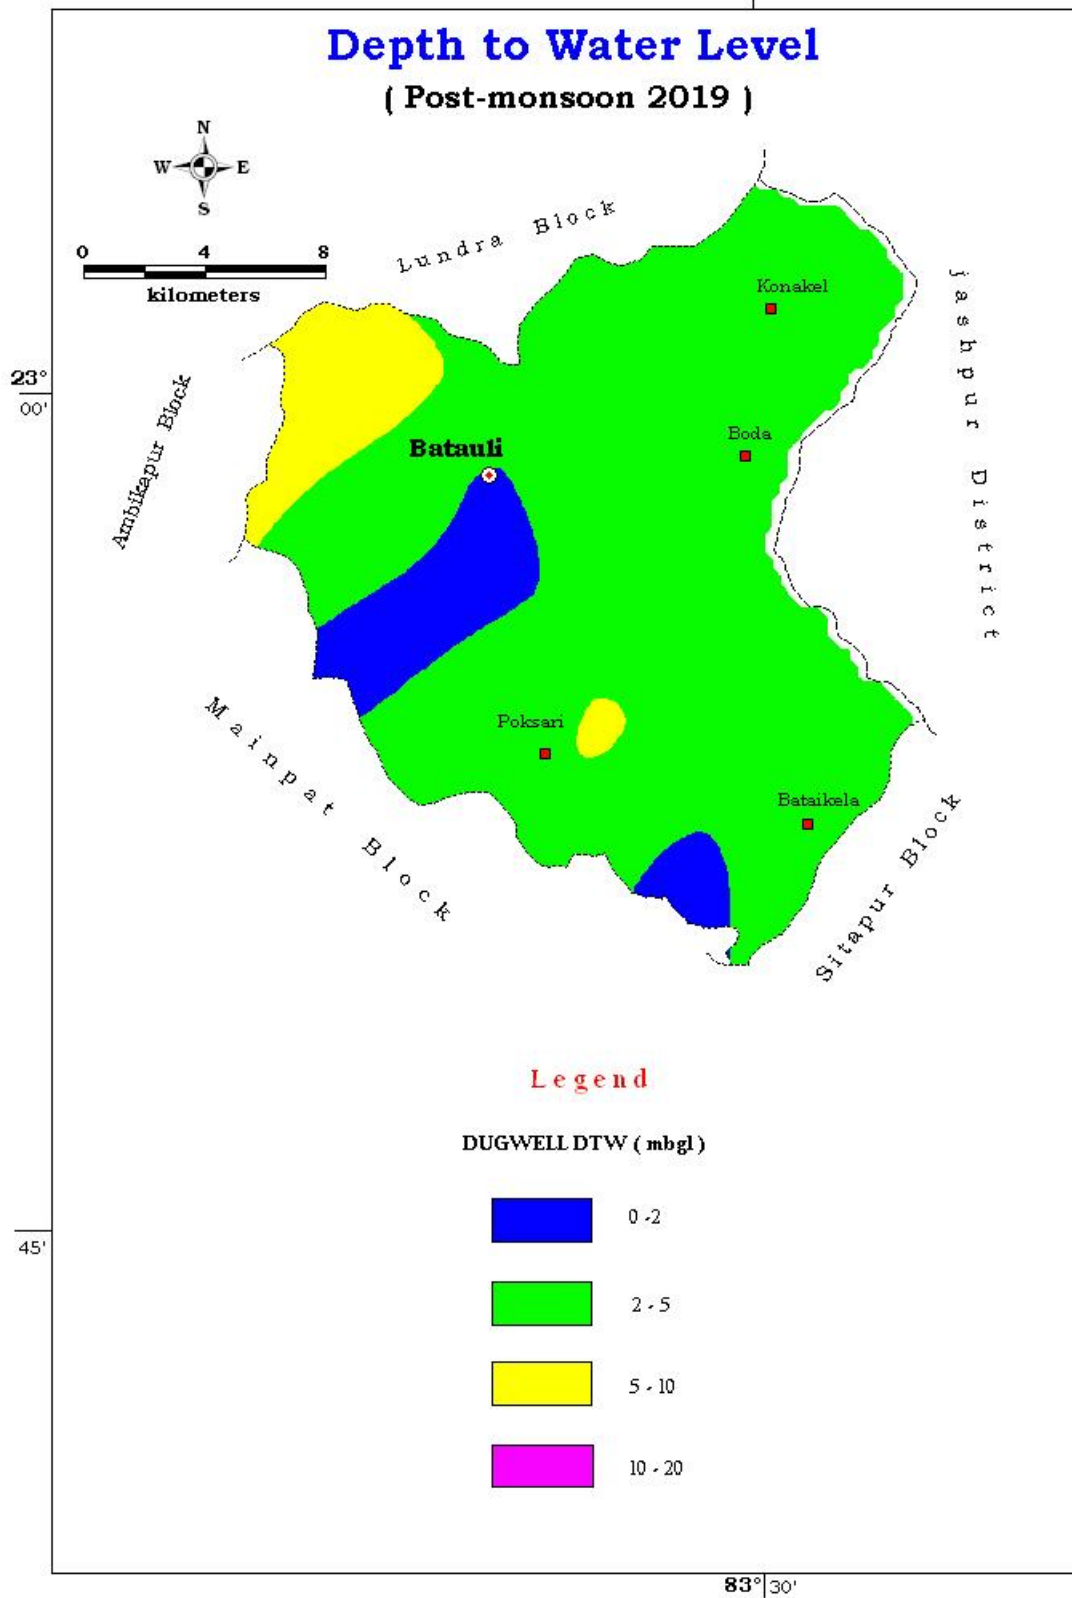 Depth to Water Level
( Post-monsoon 2019 )
N
W E
S
0 4 8
kilometers
Lundra Block
Konakel
jashpur District
23°
00'
Ambikapur Block
Boda
Batauli
Mainpat Block
Poksari
Bataikela
Sitapur Block
Legend
DUGWELL DTW ( mbgl )
0 -2
45'
2 - 5
5 - 10
10 - 20
83° 30'